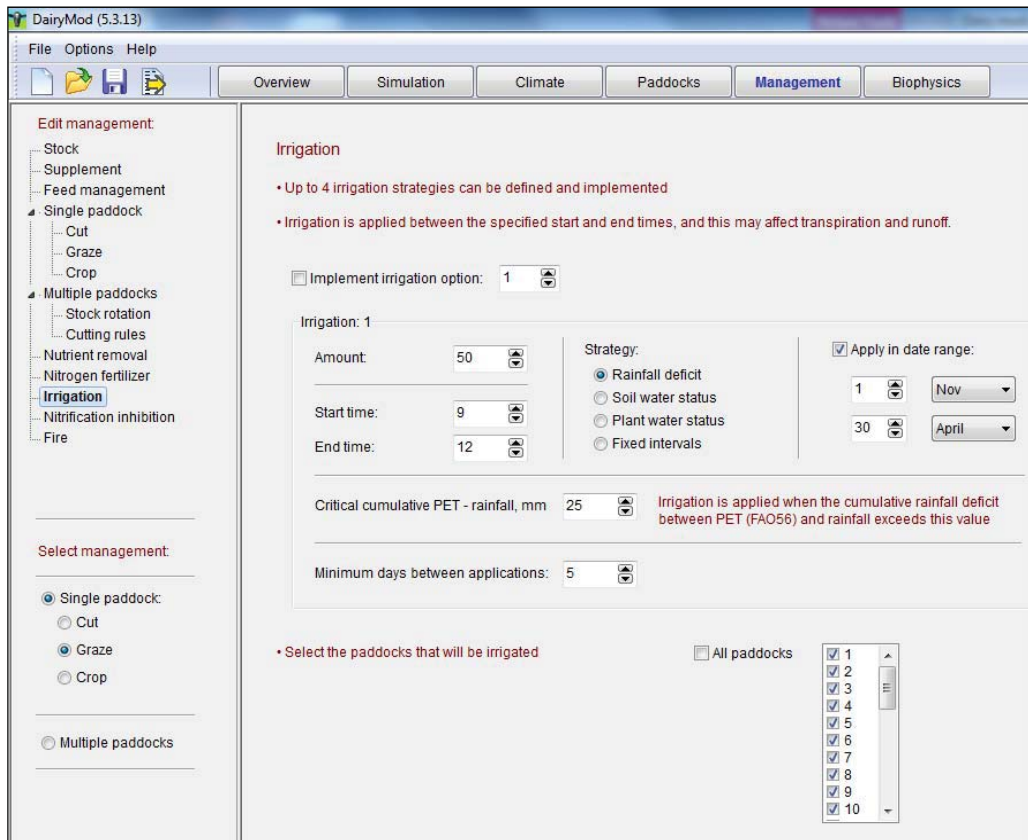 DairyMod (5.3.13)
File Options Help
Overview Simulation Climate Paddocks Management Biophysics
Edit management:
Stock
Supplement
Feed management
Single paddock
Cut
Graze
Crop
Multiple paddocks
Stock rotation
Cutting rules
Nutrient removal
Nitrogen fertilizer
Irrigation
Nitrification inhibition
Fire
Select management:
Single paddock:
Cut
Graze
Crop
Multiple paddocks
Irrigation
• Up to 4 irrigation strategies can be defined and implemented
• Irrigation is applied between the specified start and end times, and this may affect transpiration and runoff.
Implement irrigation option: 1
Irrigation: 1
Amount: 50
Start time: 9
End time: 12
Strategy:
Rainfall deficit
Soil water status
Plant water status
Fixed intervals
Apply in date range:
1 Nov
30 April
Critical cumulative PET - rainfall, mm 25
Irrigation is applied when the cumulative rainfall deficit
between PET (FAO56) and rainfall exceeds this value
Minimum days between applications: 5
• Select the paddocks that will be irrigated
All paddocks
1
2
3
4
5
6
7
8
9
10